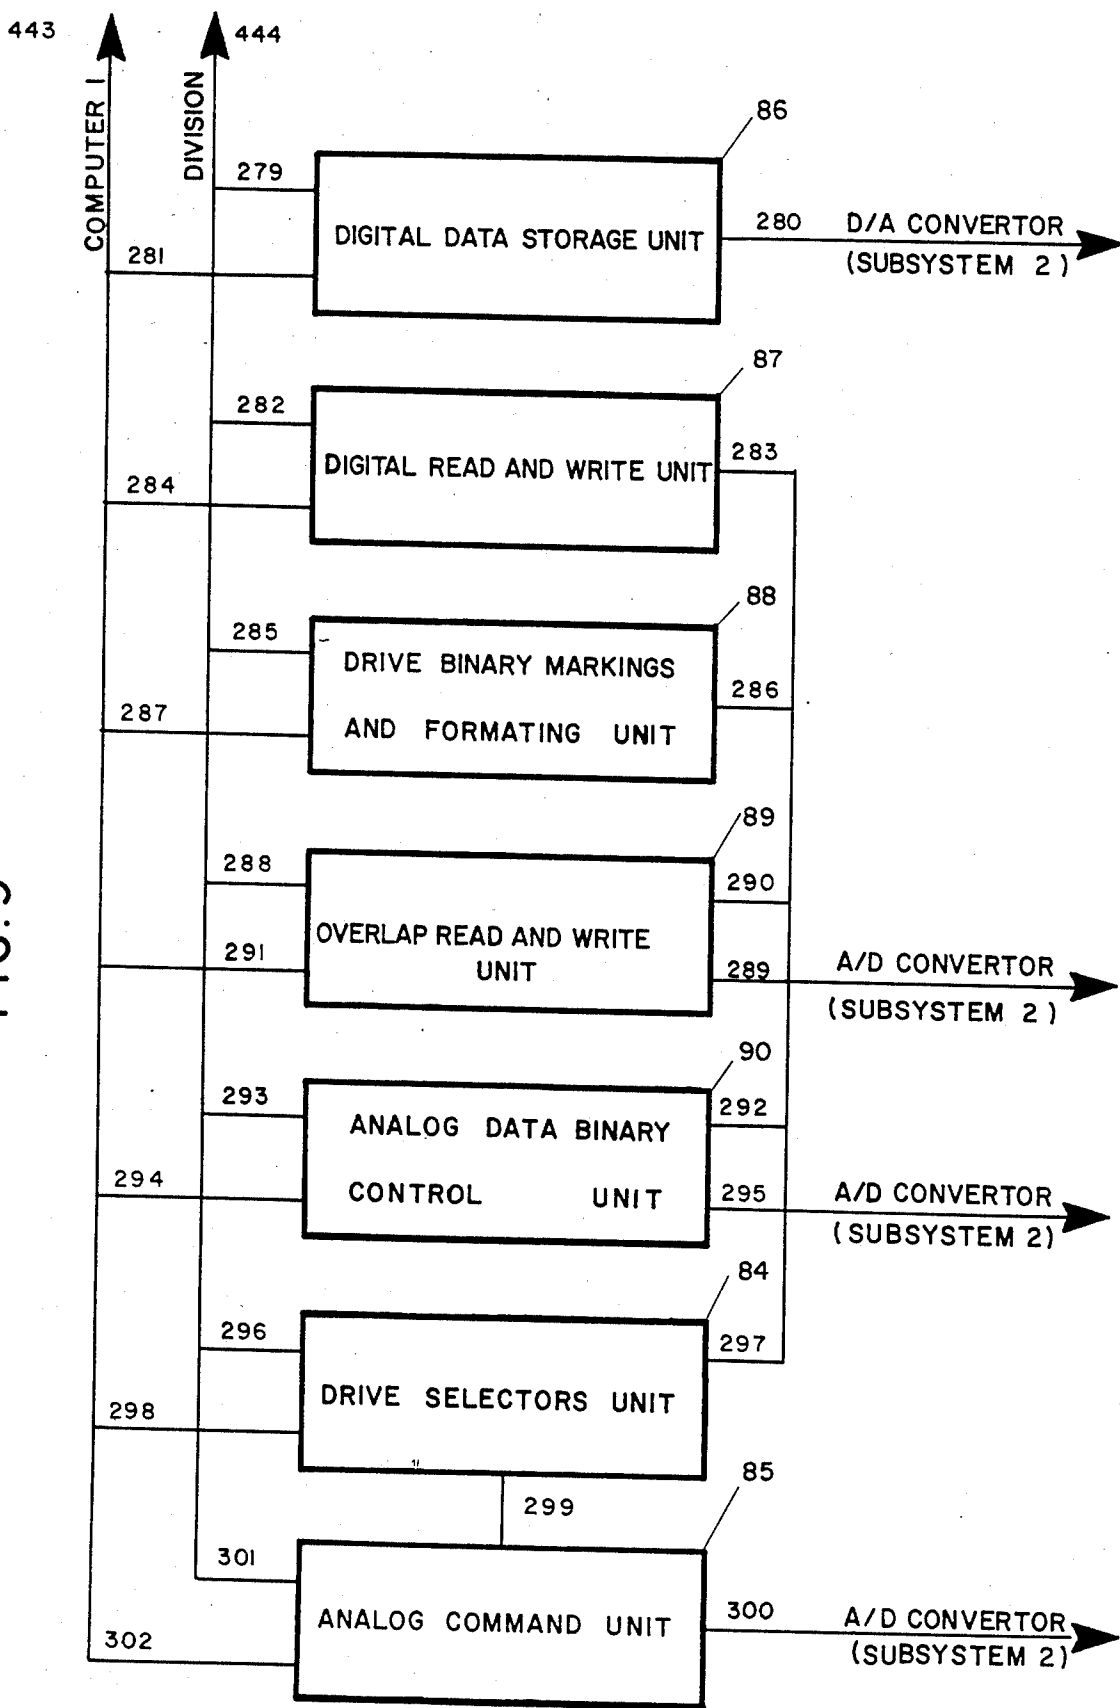 443
444
COMPUTER I
DIVISION
86
279
DIGITAL DATA STORAGE UNIT
280
D/A CONVERTOR
(SUBSYSTEM 2)
281
87
282
DIGITAL READ AND WRITE UNIT
283
284
88
285
DRIVE BINARY MARKINGS
AND FORMATING UNIT
286
287
89
288
290
OVERLAP READ AND WRITE
UNIT
291
289
A/D CONVERTOR
(SUBSYSTEM 2)
90
293
292
ANALOG DATA BINARY
CONTROL UNIT
294
295
A/D CONVERTOR
(SUBSYSTEM 2)
84
296
297
DRIVE SELECTORS UNIT
298
299
85
301
ANALOG COMMAND UNIT
300
A/D CONVERTOR
(SUBSYSTEM 2)
302